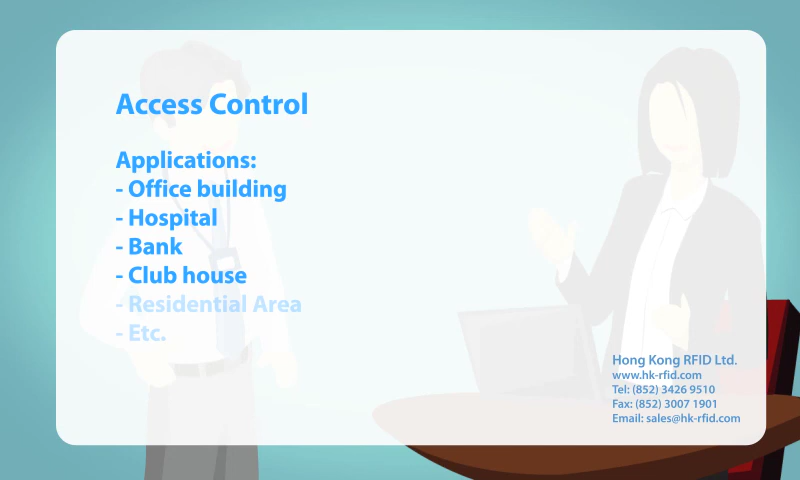 Access Control
Applications:
- Office building
- Hospital
- Bank
- Club house
- Residential Area
- Etc.
Hong Kong RFID Ltd.
www.hk-rfid.com
Tel: (852) 3426 9510
Fax: (852) 3007 1901
Email: sales@hk-rfid.com